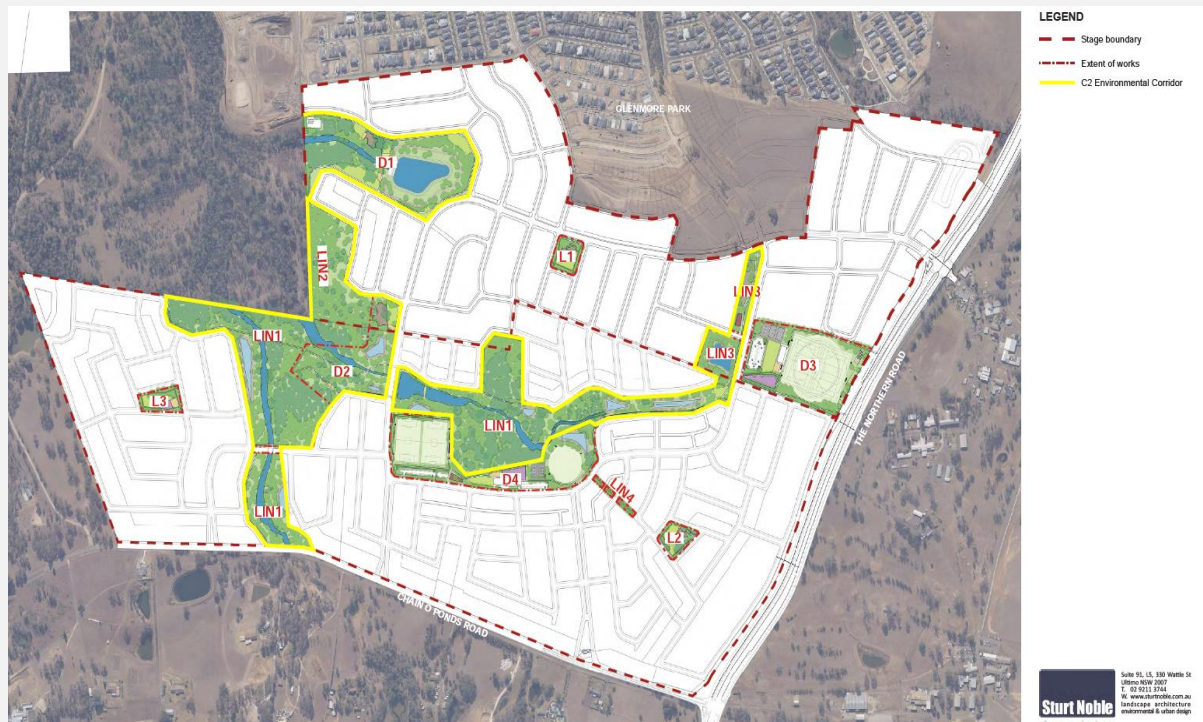 LEGEND
Stage boundary
Extent of works
C2 Environmental Corridor
GLENMORE PARK
D1
L1
LIN2
LIN3
LIN3
D3
LIN1
D2
L3
LIN1
D4
LIN4
L2
LIN1
THE NORTHERN ROAD
CHAIN O PONDS ROAD
Sturt Noble
Suite 91, L5, 330 Wattle St
Ultimo NSW 2007
T. 02 9211 3744
W. www.sturtnoble.com.au
landscape architecture
environmental & urban design